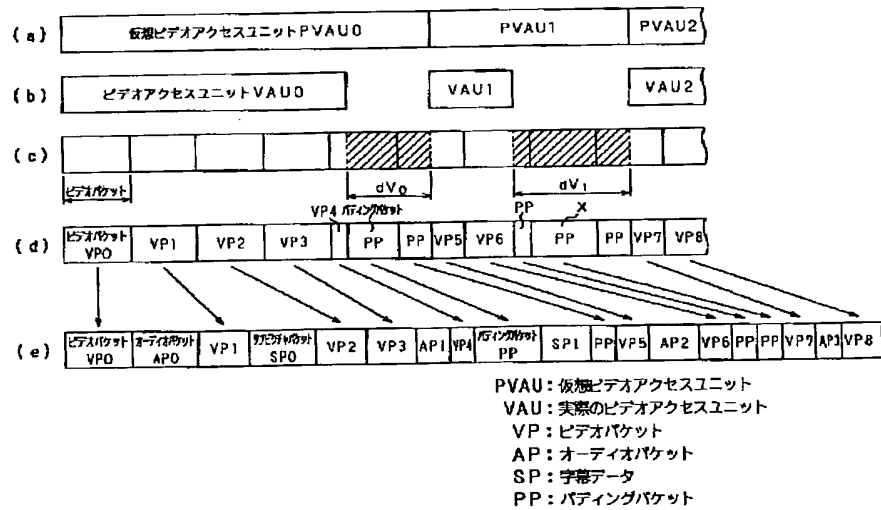 (a) 仮想ビデオアクセスユニットPVAU0 PVAU1 PVAU2
(b) ビデオアクセスユニットVAU0 VAU1 VAU2
(c)
ビデオパケット dV₀ dV₁
VP4 パディングパケット PP X
(d) ビデオパケット VP0 VP1 VP2 VP3 PP PP VP5 VP6 PP PP VP7 VP8
(e) ビデオパケット VP0 オーディオパケット AP0 VP1 サブピクチャパケット SP0 VP2 VP3 AP1 VP4 パディングパケット PP SP1 PP VP5 AP2 VP6 PP PP VP7 AP3 VP8
PVAU:仮想ビデオアクセスユニット
VAU:実際のビデオアクセスユニット
VP:ビデオパケット
AP:オーディオパケット
SP:字幕データ
PP:パディングパケット